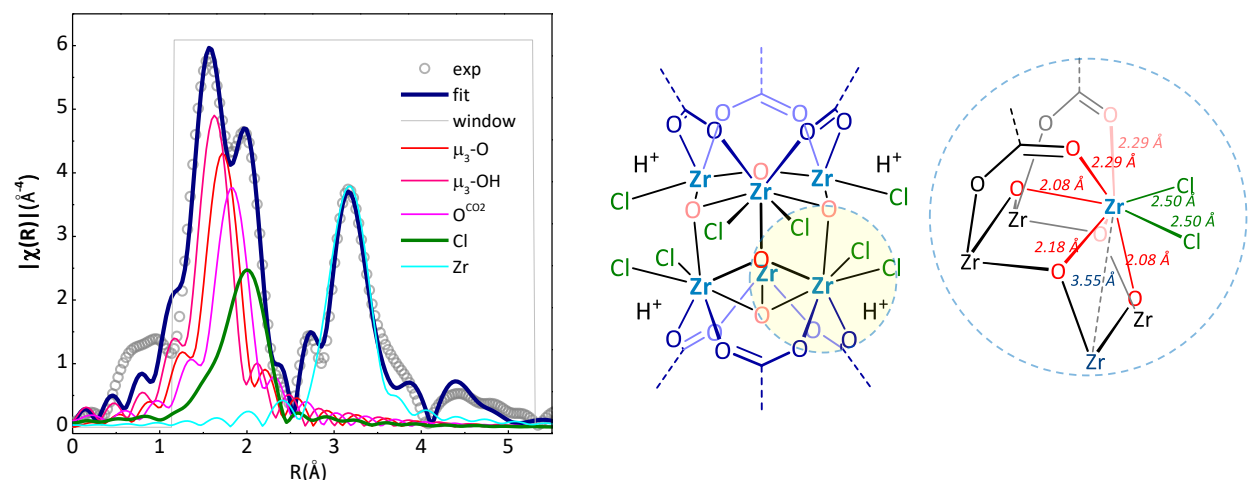 6
5
4
3
2
1
0
|χ(R)| (Å⁻⁴)
0
1
2
3
4
5
R(Å)
exp
fit
window
μ₃-O
μ₃-OH
O^CO2
Cl
Zr
O
O
O
O
O
O
H⁺
H⁺
Zr
O
Zr
Cl
Zr
Cl
O
O
Cl
Cl
Cl
Cl
O
Cl
Cl
Zr
Zr
Zr
H⁺
O
H⁺
O
O
O
O
O
O
O
O
2.29 Å
O
O
2.29 Å
O
O
2.08 Å
Cl
2.50 Å
Zr
Zr
2.50 Å
O
Cl
2.18 Å
2.08 Å
Zr
O
3.55 Å
O
Zr
Zr